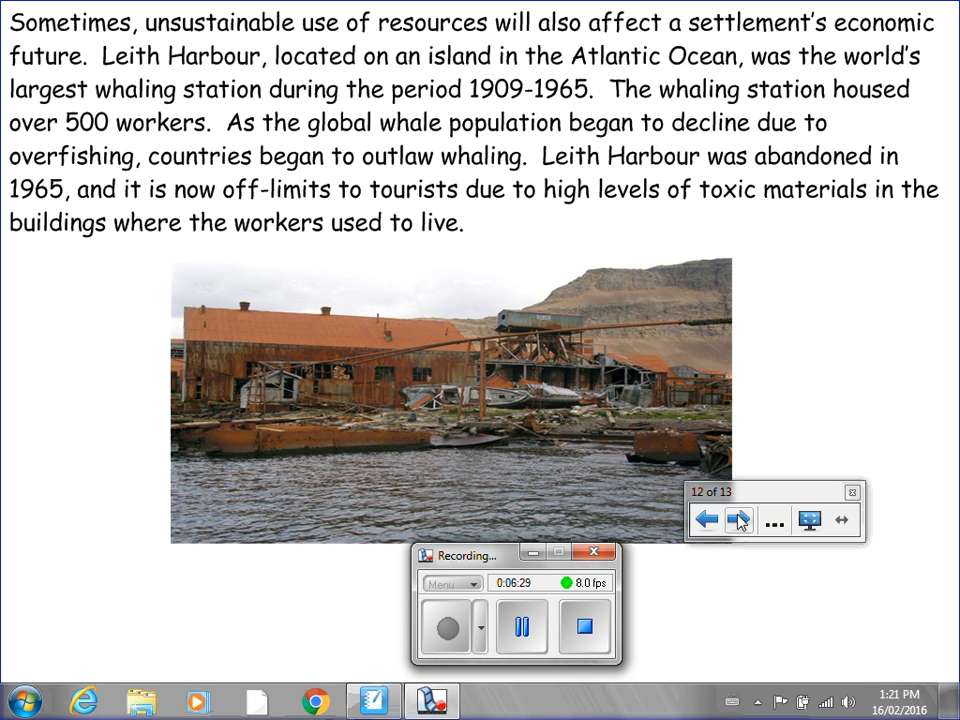 Sometimes, unsustainable use of resources will also affect a settlement's economic
future.  Leith Harbour, located on an island in the Atlantic Ocean, was the world's
largest whaling station during the period 1909-1965.  The whaling station housed
over 500 workers.  As the global whale population began to decline due to
overfishing, countries began to outlaw whaling.  Leith Harbour was abandoned in
1965, and it is now off-limits to tourists due to high levels of toxic materials in the
buildings where the workers used to live.
12 of 13
...
Recording...
Menu
0:06:29
8.0 fps
1:21 PM
16/02/2016